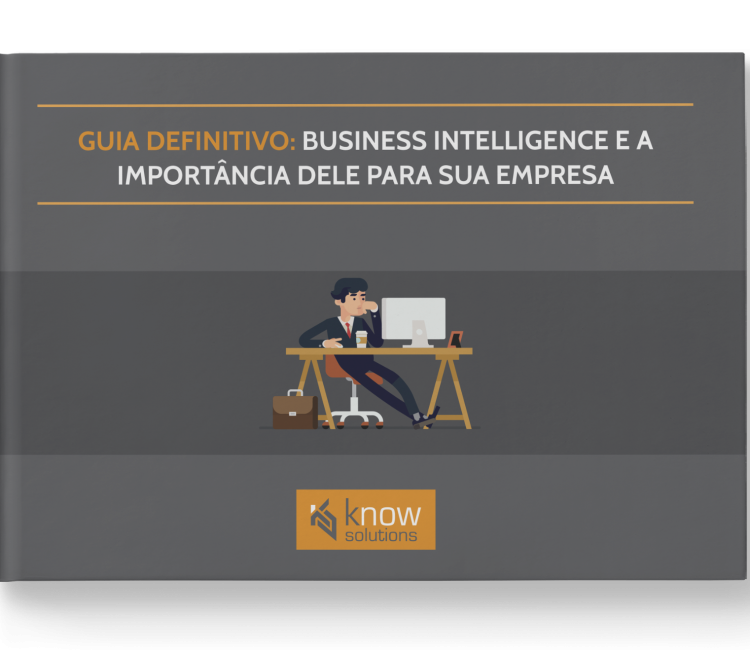 GUIA DEFINITIVO: BUSINESS INTELLIGENCE E A
IMPORTÂNCIA DELE PARA SUA EMPRESA
know
solutions